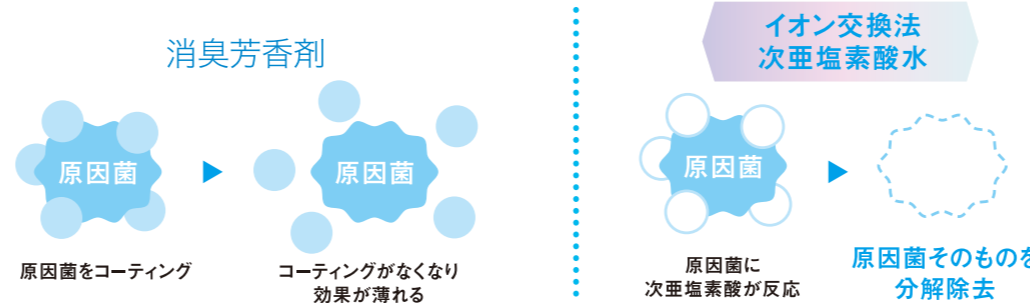 消臭芳香剤
原因菌
原因菌
原因菌をコーティング
コーティングがなくなり
効果が薄れる
イオン交換法
次亜塩素酸水
原因菌
原因菌に
次亜塩素酸が反応
原因菌そのものを
分解除去